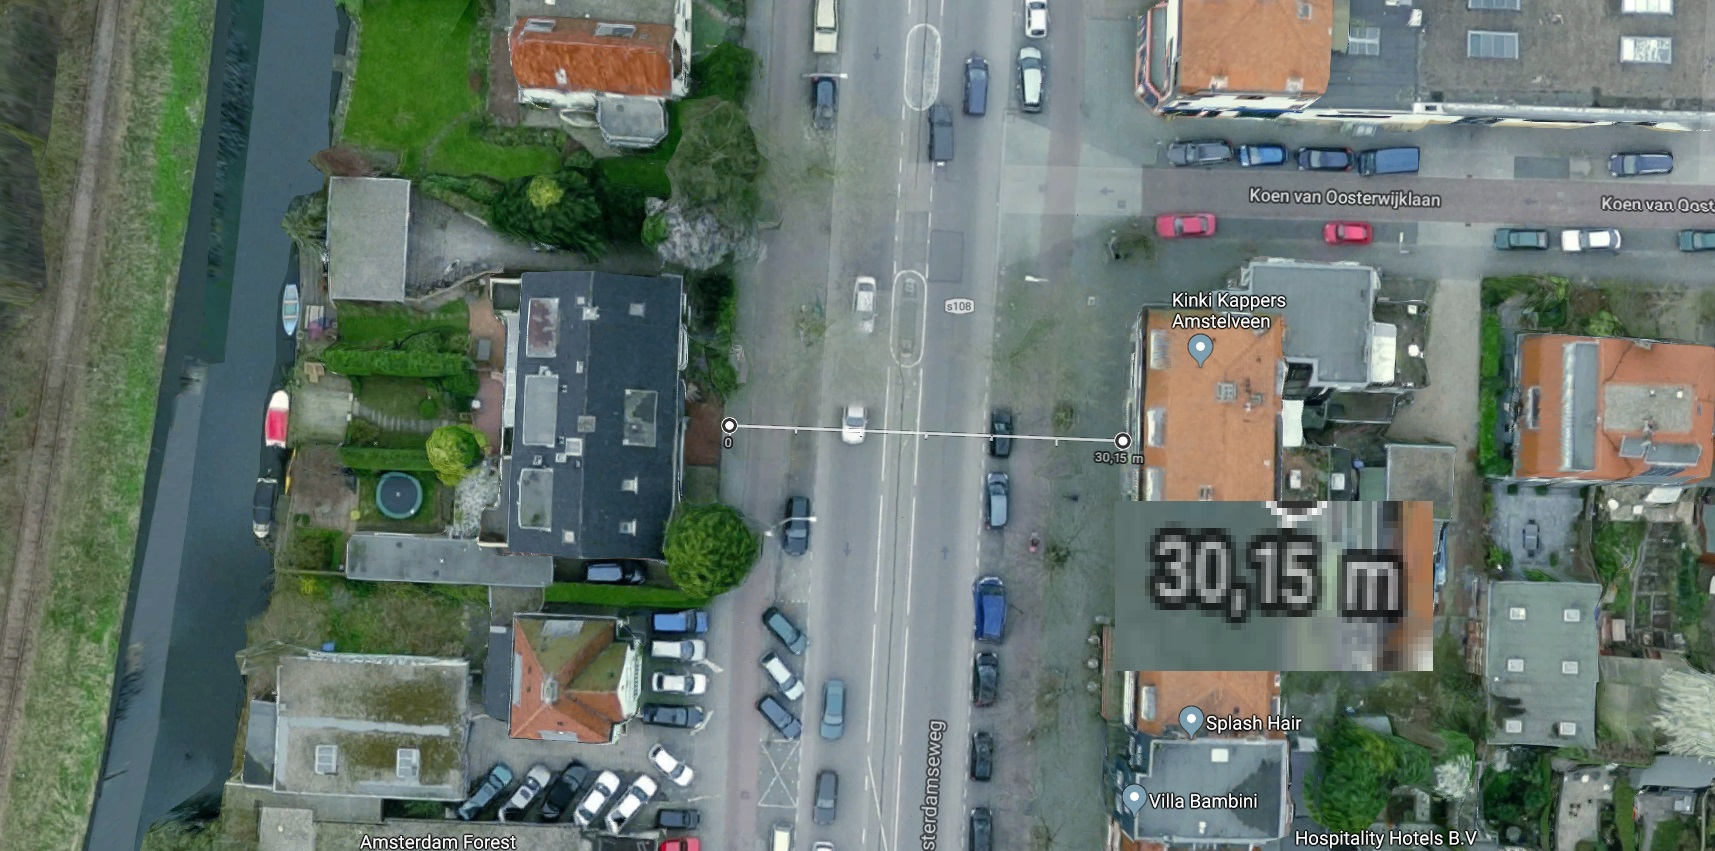 Koen van Oosterwijklaan
Koen van Oost
s108
Kinki Kappers
Amstelveen
0
30,15 m
30,15 m
Splash Hair
sterdamseweg
Villa Bambini
Amsterdam Forest
Hospitality Hotels B.V